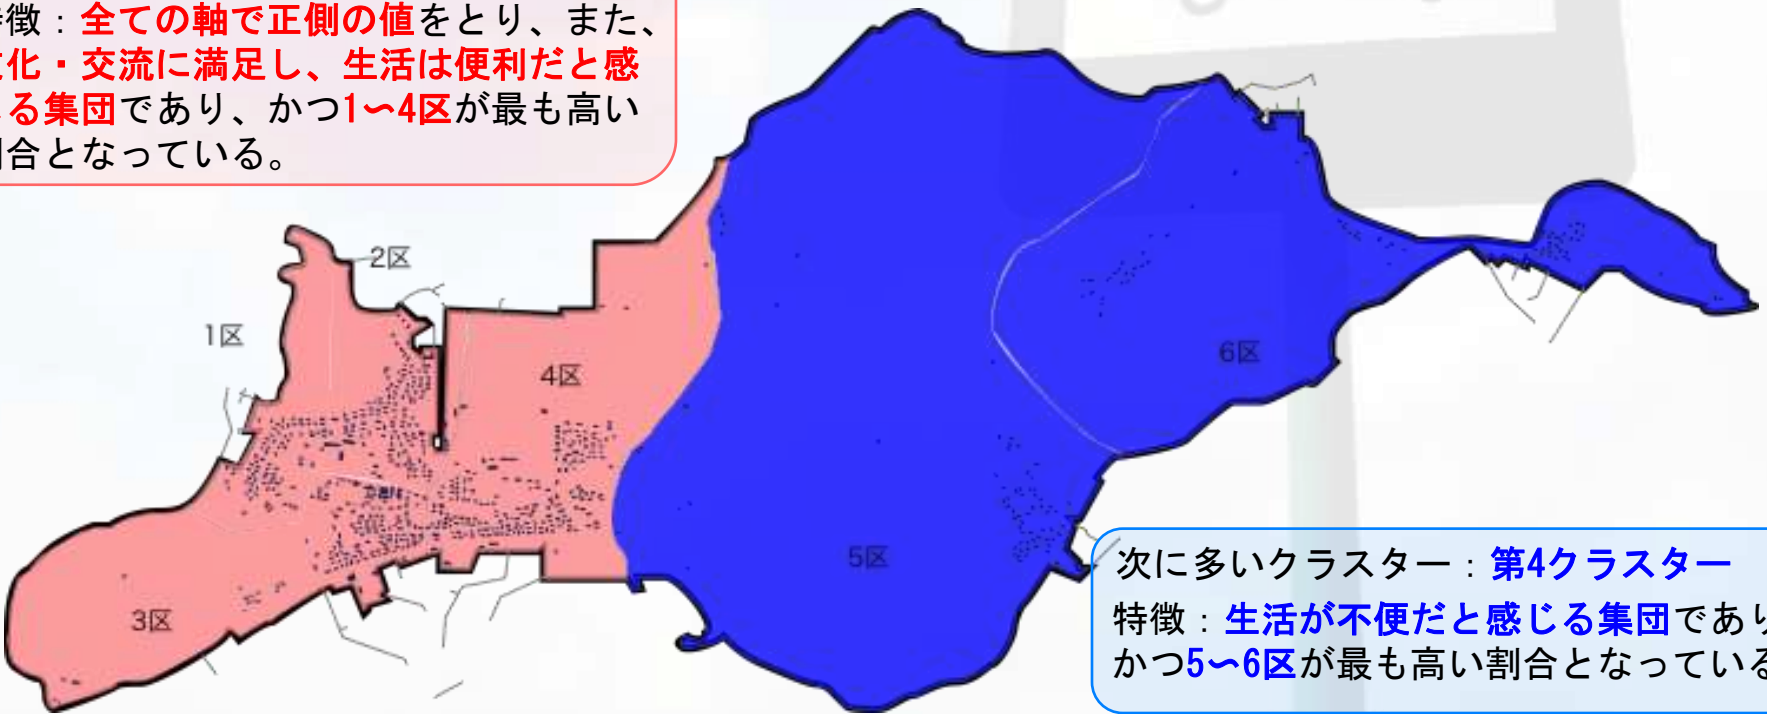 徴：全ての軸で正側の値をとり、また、
化・交流に満足し、生活は便利だと感
る集団であり、かつ1〜4区が最も高い
合となっている。
2区
1区
4区
6区
5区
3区
次に多いクラスター：第4クラスター
特徴：生活が不便だと感じる集団であり
かつ5〜6区が最も高い割合となっている